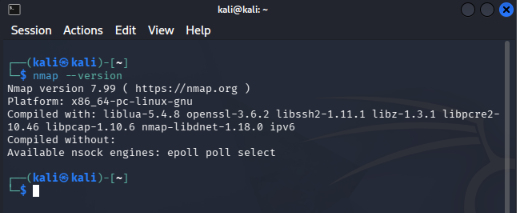 kali@kali: ~
Session Actions Edit View Help
┌──(kali㉿kali)-[~]
└─$ nmap --version
Nmap version 7.99 ( https://nmap.org )
Platform: x86_64-pc-linux-gnu
Compiled with: liblua-5.4.8 openssl-3.6.2 libssh2-1.11.1 libz-1.3.1 libpcre2-
10.46 libpcap-1.10.6 nmap-libdnet-1.18.0 ipv6
Compiled without:
Available nsock engines: epoll poll select
┌──(kali㉿kali)-[~]
└─$